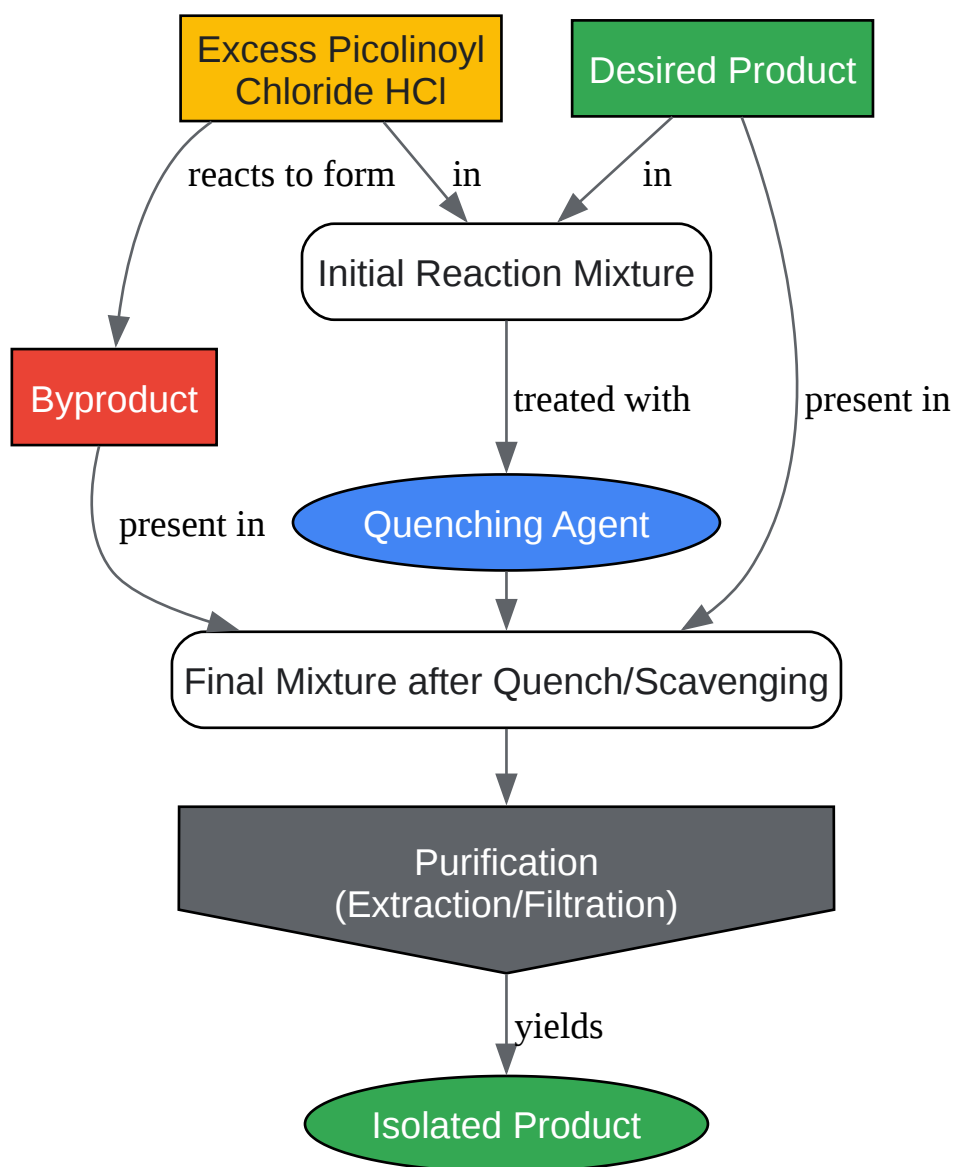 Excess Picolinoyl
Chloride HCl
Desired Product
reacts to form
in
in
Initial Reaction Mixture
Byproduct
treated with
present in
present in
Quenching Agent
Final Mixture after Quench/Scavenging
Purification
(Extraction/Filtration)
yields
Isolated Product